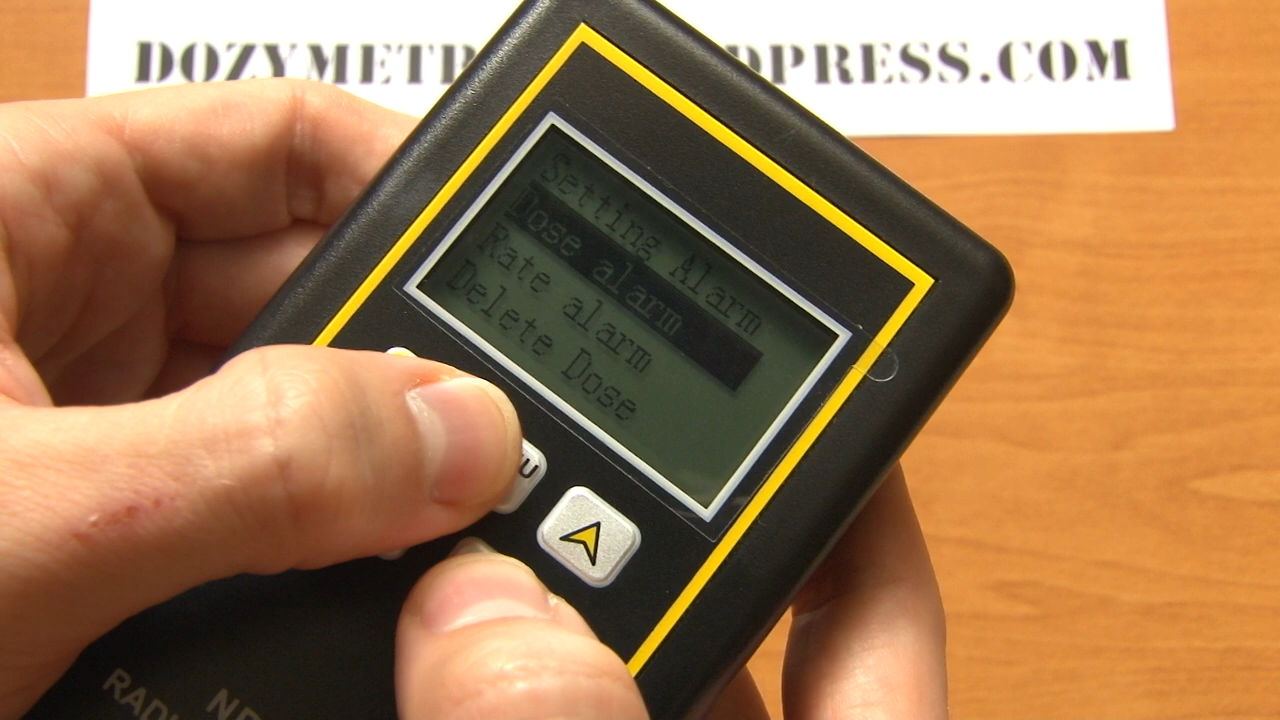 DOZYMETR DPRESS.COM
Setting Alarm
Dose alarm
Rate alarm
Delete Dose
U